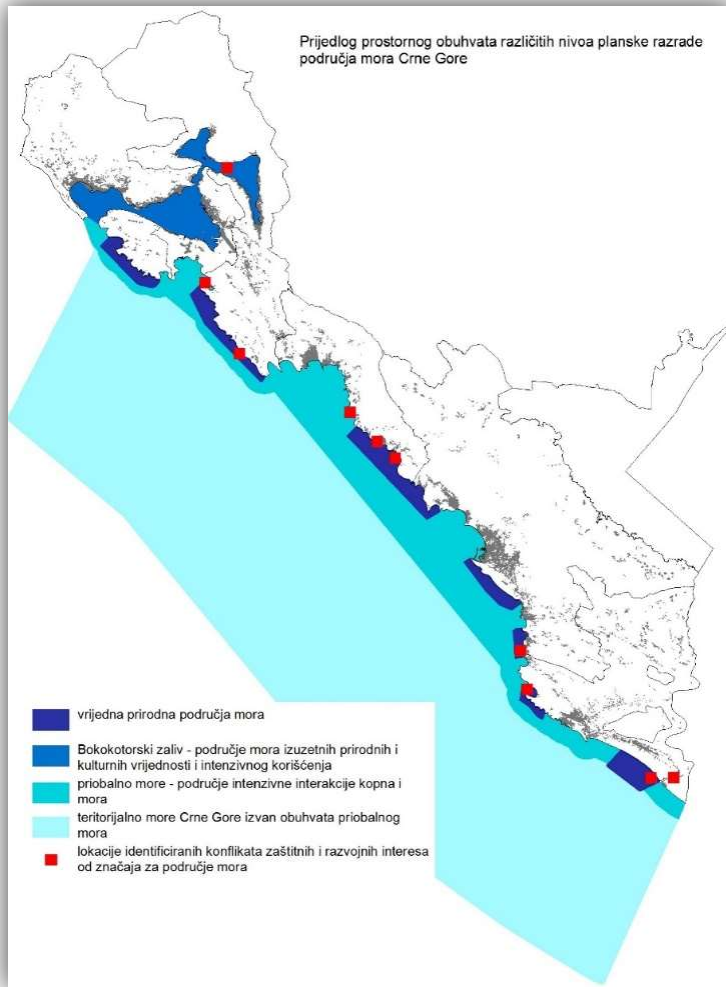 Prijedlog prostornog obuhvata različitih nivoa planske razrade
područja mora Crne Gore
vrijedna prirodna područja mora
Bokokotorski zaliv - područje mora izuzetnih prirodnih i
kulturnih vrijednosti i intenzivnog korišćenja
priobalno more - područje intenzivne interakcije kopna i
mora
teritorijalno more Crne Gore izvan obuhvata priobalnog
mora
lokacije identificiranih konflikata zaštitnih i razvojnih interesa
od značaja za područje mora